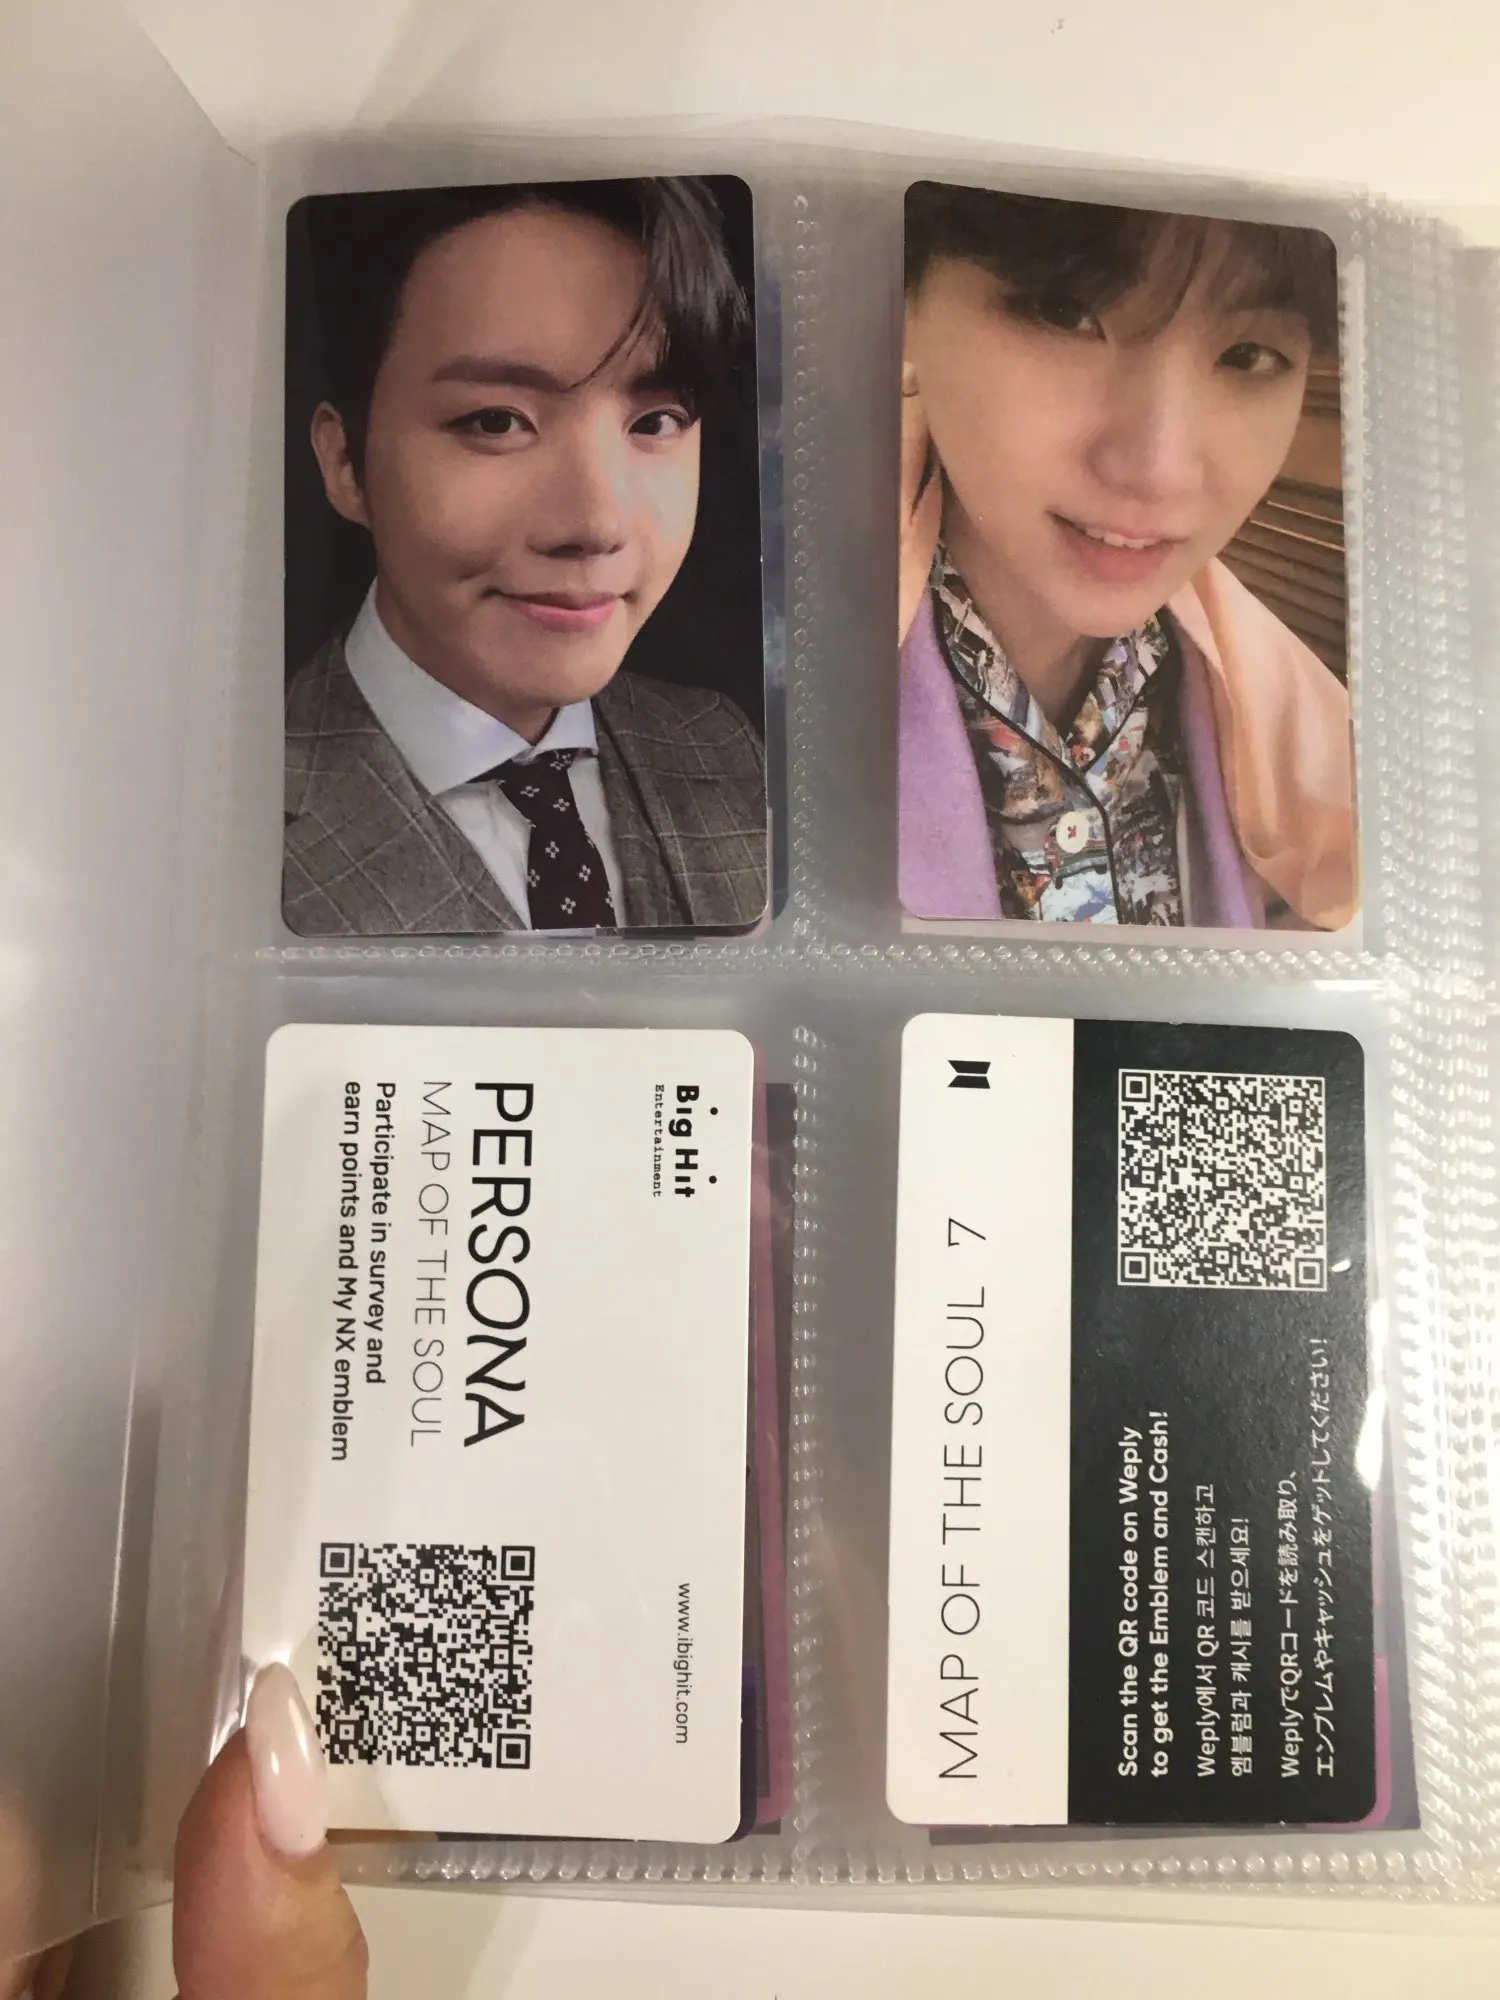 Big Hit
Entertainment
PERSONA
MAP OF THE SOUL
Participate in survey and
earn points and My NX emblem
www.ibighit.com
MAP OF THE SOUL 7
Scan the QR code on Weply
to get the Emblem and Cash!
Weply에서 QR 코드 스캔하고
엠블럼과 캐시를 받으세요!
WeplyでQRコードを読み取り、
エンブレムやキャッシュをゲットしてください!